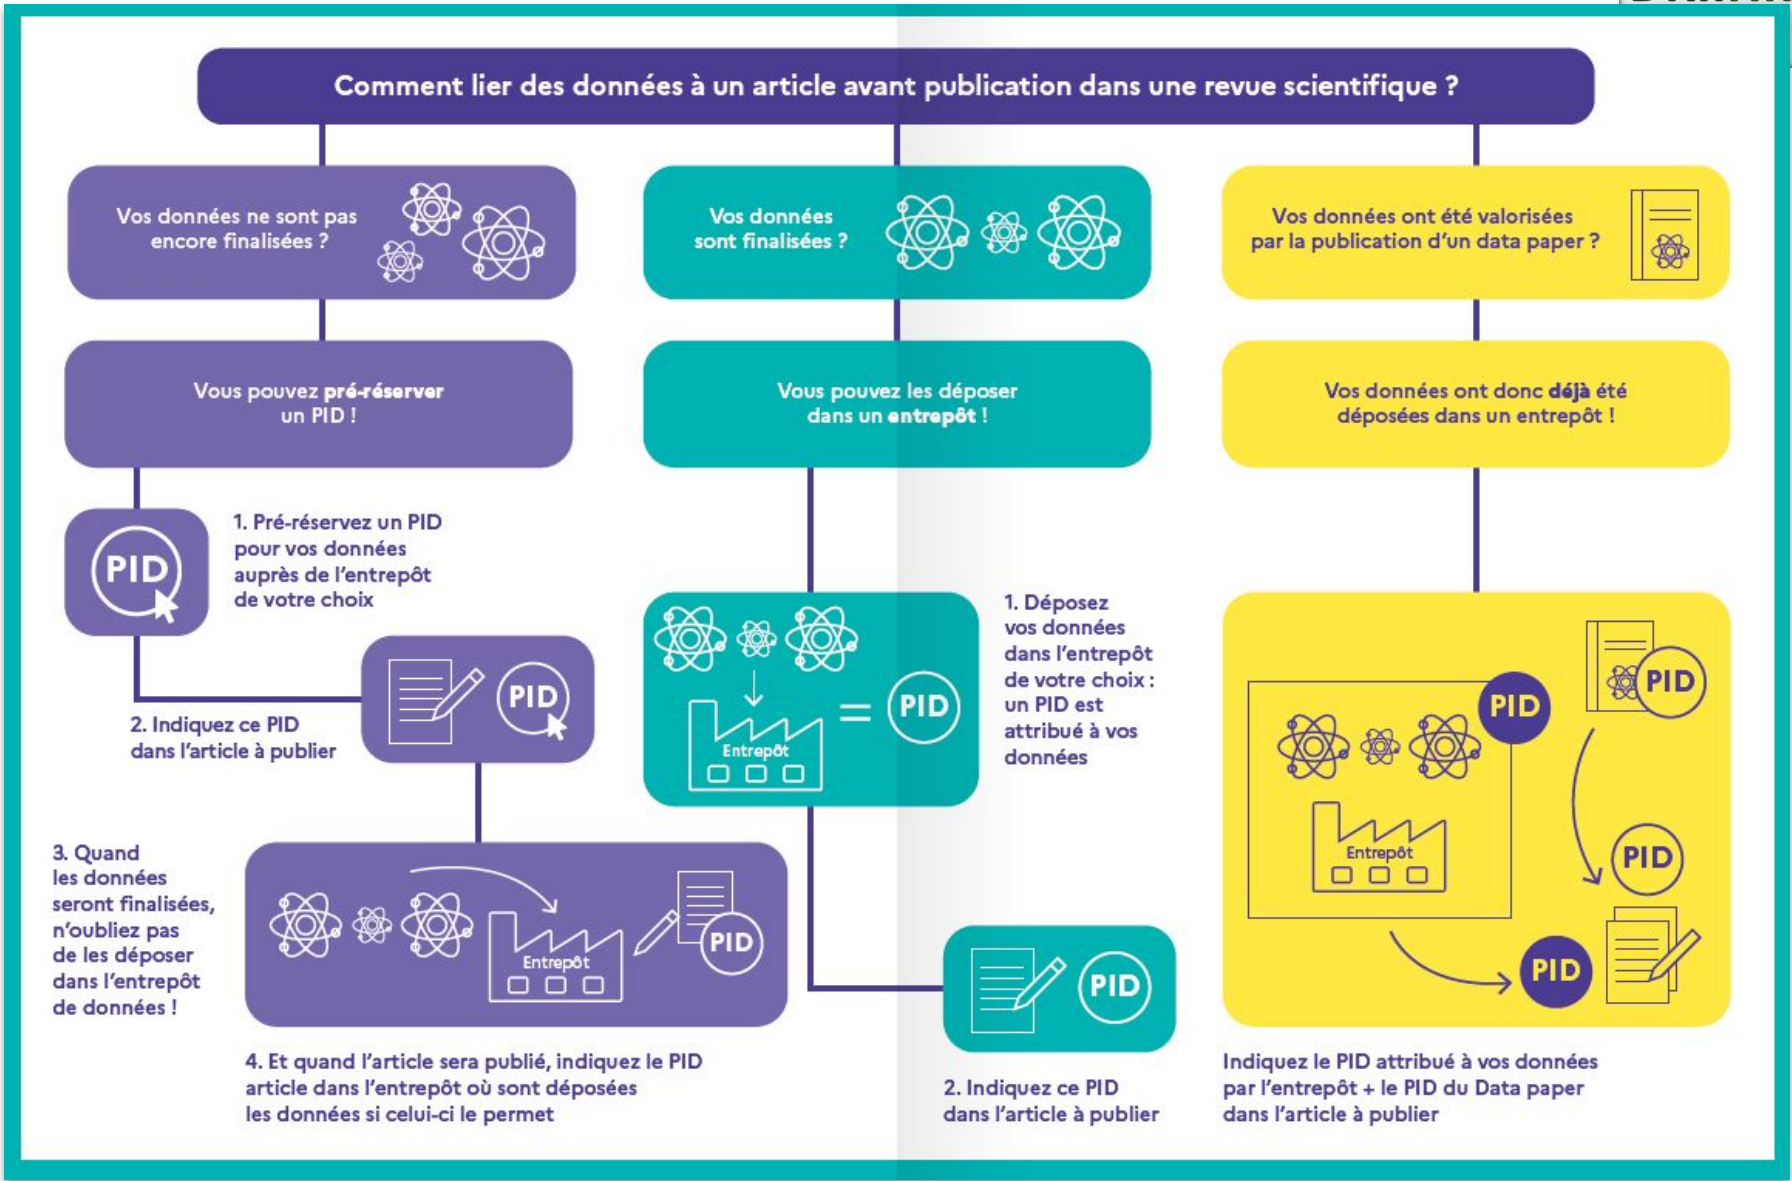 Comment lier des données à un article avant publication dans une revue scientifique ?
Vos données ne sont pas
encore finalisées ?
Vous pouvez pré-réserver
un PID !
PID
1. Pré-réservez un PID
pour vos données
auprès de l'entrepôt
de votre choix
PID
2. Indiquez ce PID
dans l'article à publier
3. Quand
les données
seront finalisées,
n'oubliez pas
de les déposer
dans l'entrepôt
de données !
Entrepôt
PID
4. Et quand l'article sera publié, indiquez le PID
article dans l'entrepôt où sont déposées
les données si celui-ci le permet
Vos données
sont finalisées ?
Vous pouvez les déposer
dans un entrepôt !
Entrepôt
= PID
1. Déposez
vos données
dans l'entrepôt
de votre choix :
un PID est
attribué à vos
données
PID
2. Indiquez ce PID
dans l'article à publier
Vos données ont été valorisées
par la publication d'un data paper ?
Vos données ont donc déjà été
déposées dans un entrepôt !
PID
PID
Entrepôt
PID
PID
Indiquez le PID attribué à vos données
par l'entrepôt + le PID du Data paper
dans l'article à publier